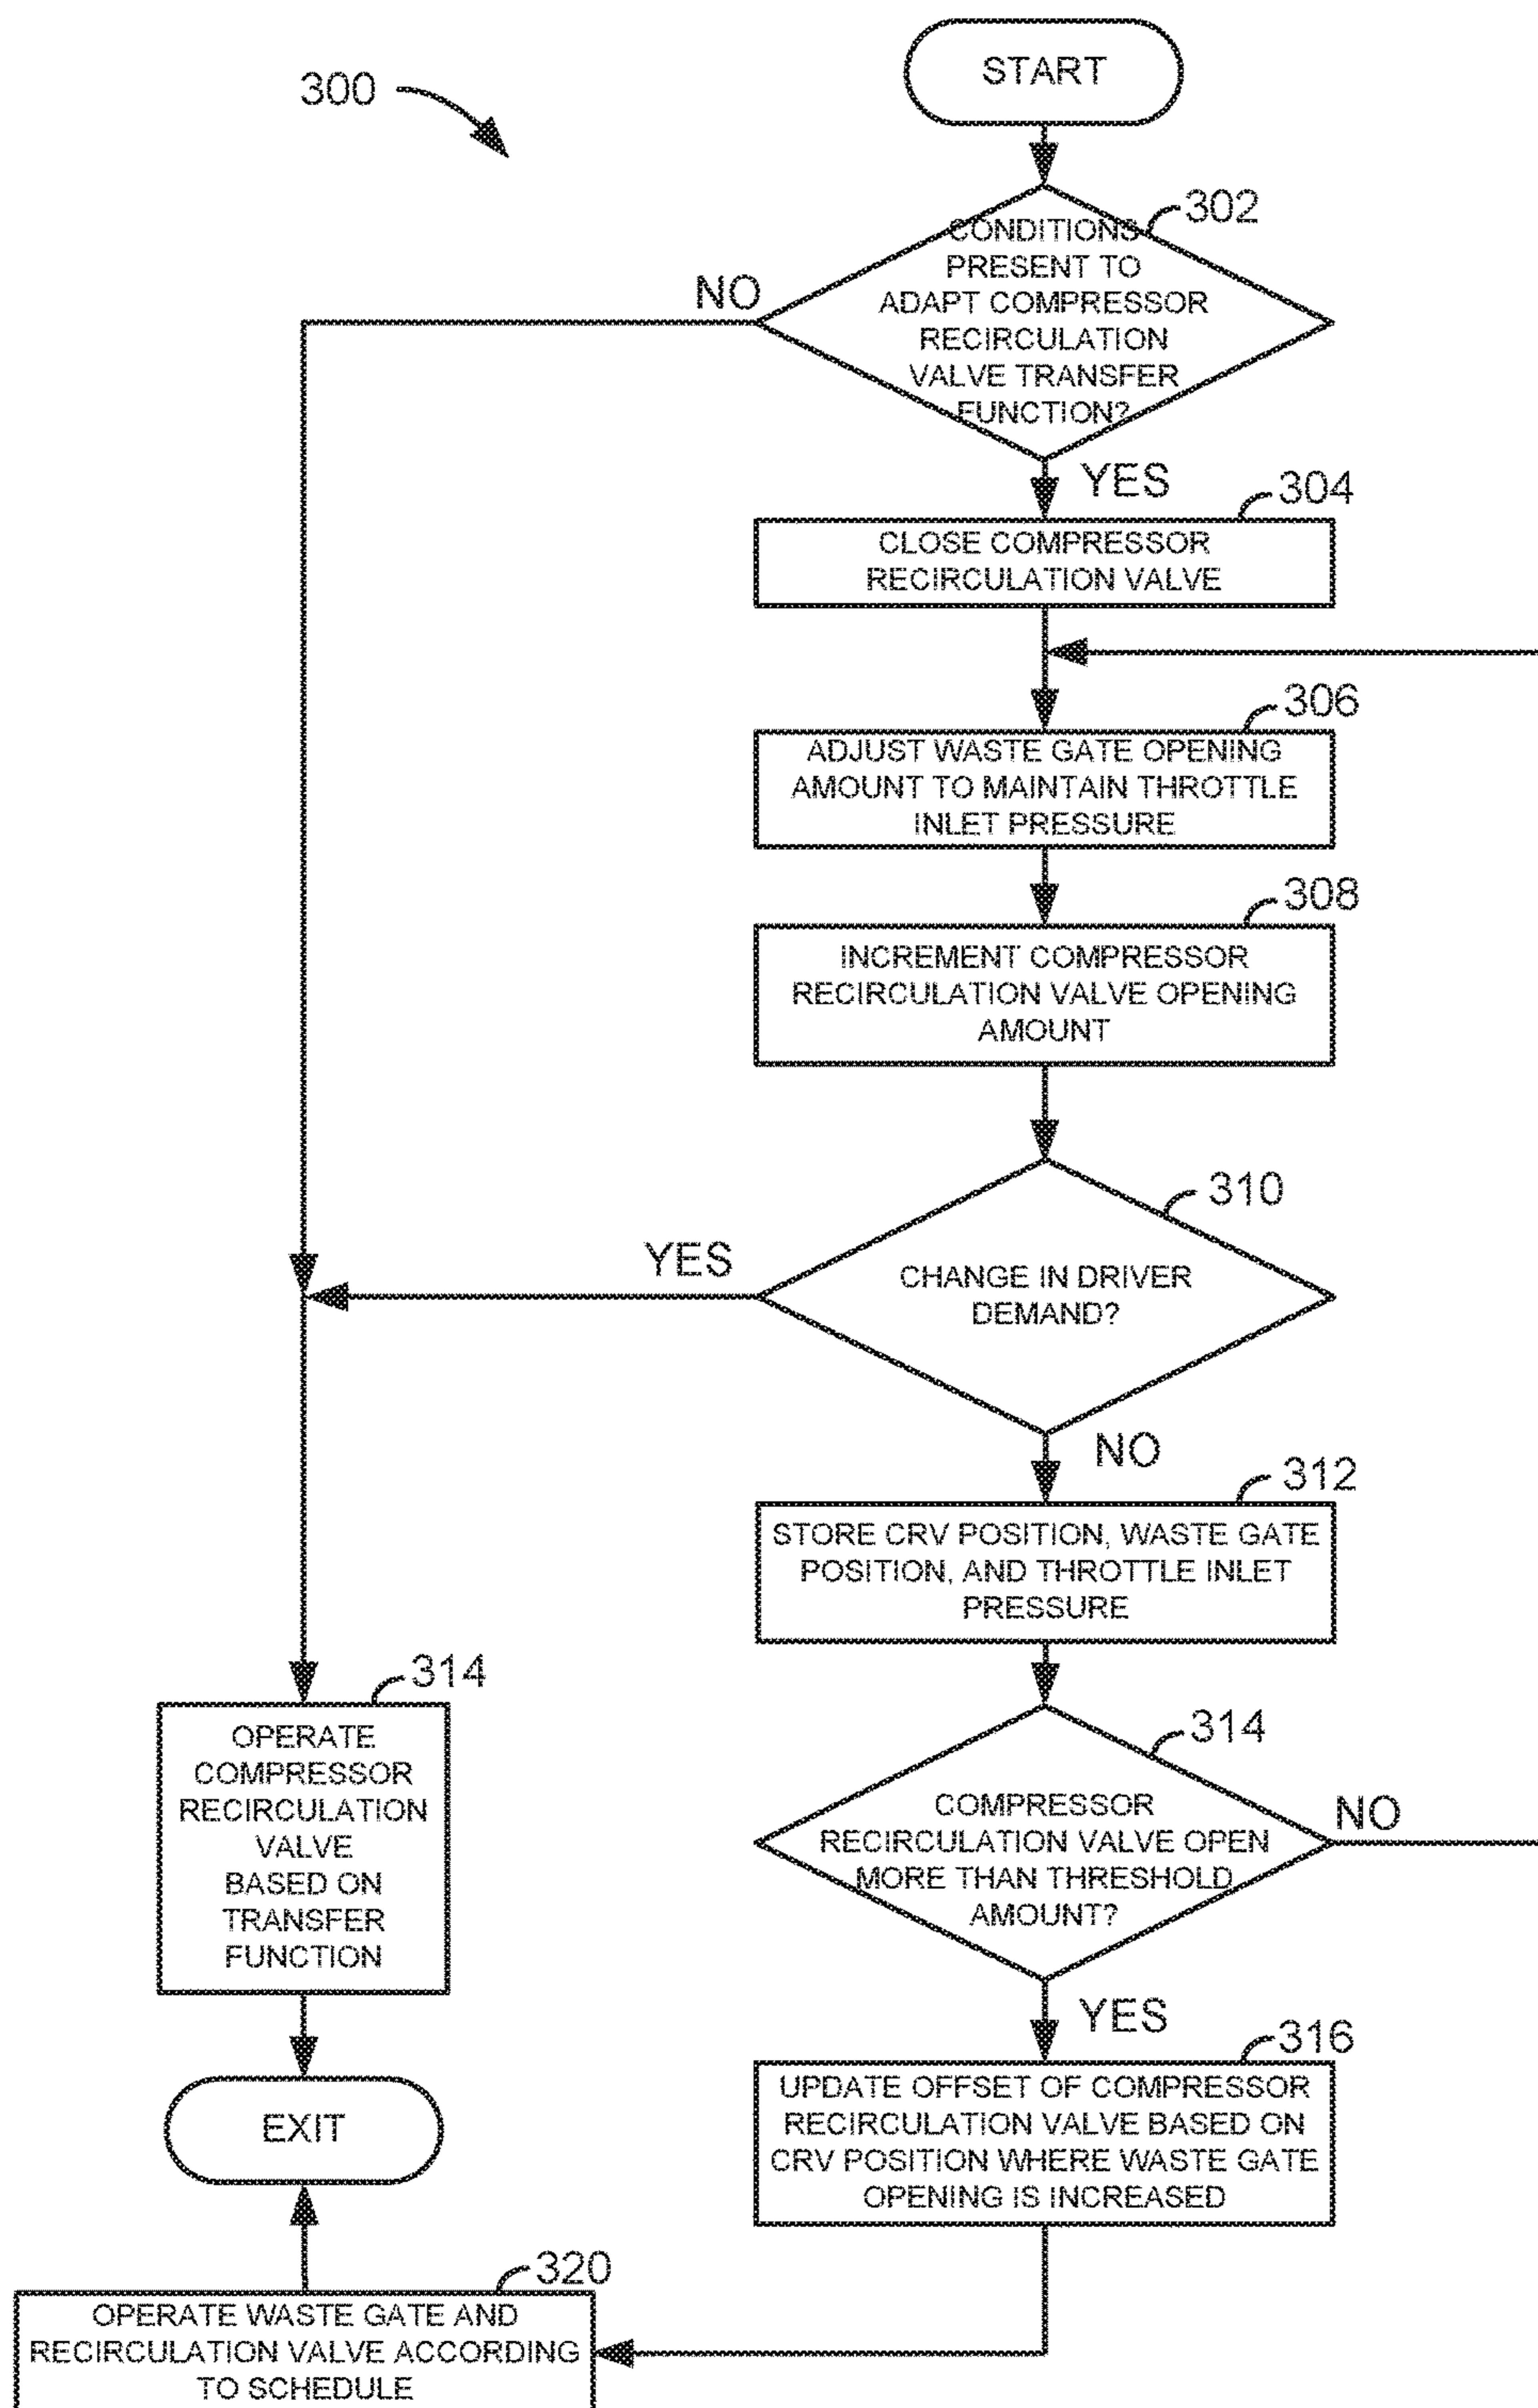 START
300
302
CONDITIONS
PRESENT TO
ADAPT COMPRESSOR
RECIRCULATION
VALVE TRANSFER
FUNCTION?
NO
YES
304
CLOSE COMPRESSOR
RECIRCULATION VALVE
306
ADJUST WASTE GATE OPENING
AMOUNT TO MAINTAIN THROTTLE
INLET PRESSURE
308
INCREMENT COMPRESSOR
RECIRCULATION VALVE OPENING
AMOUNT
310
CHANGE IN DRIVER
DEMAND?
YES
NO
312
STORE CRV POSITION, WASTE GATE
POSITION, AND THROTTLE INLET
PRESSURE
314
OPERATE
COMPRESSOR
RECIRCULATION
VALVE
BASED ON
TRANSFER
FUNCTION
314
COMPRESSOR
RECIRCULATION VALVE OPEN
MORE THAN THRESHOLD
AMOUNT?
NO
YES
316
UPDATE OFFSET OF COMPRESSOR
RECIRCULATION VALVE BASED ON
CRV POSITION WHERE WASTE GATE
OPENING IS INCREASED
EXIT
320
OPERATE WASTE GATE AND
RECIRCULATION VALVE ACCORDING
TO SCHEDULE